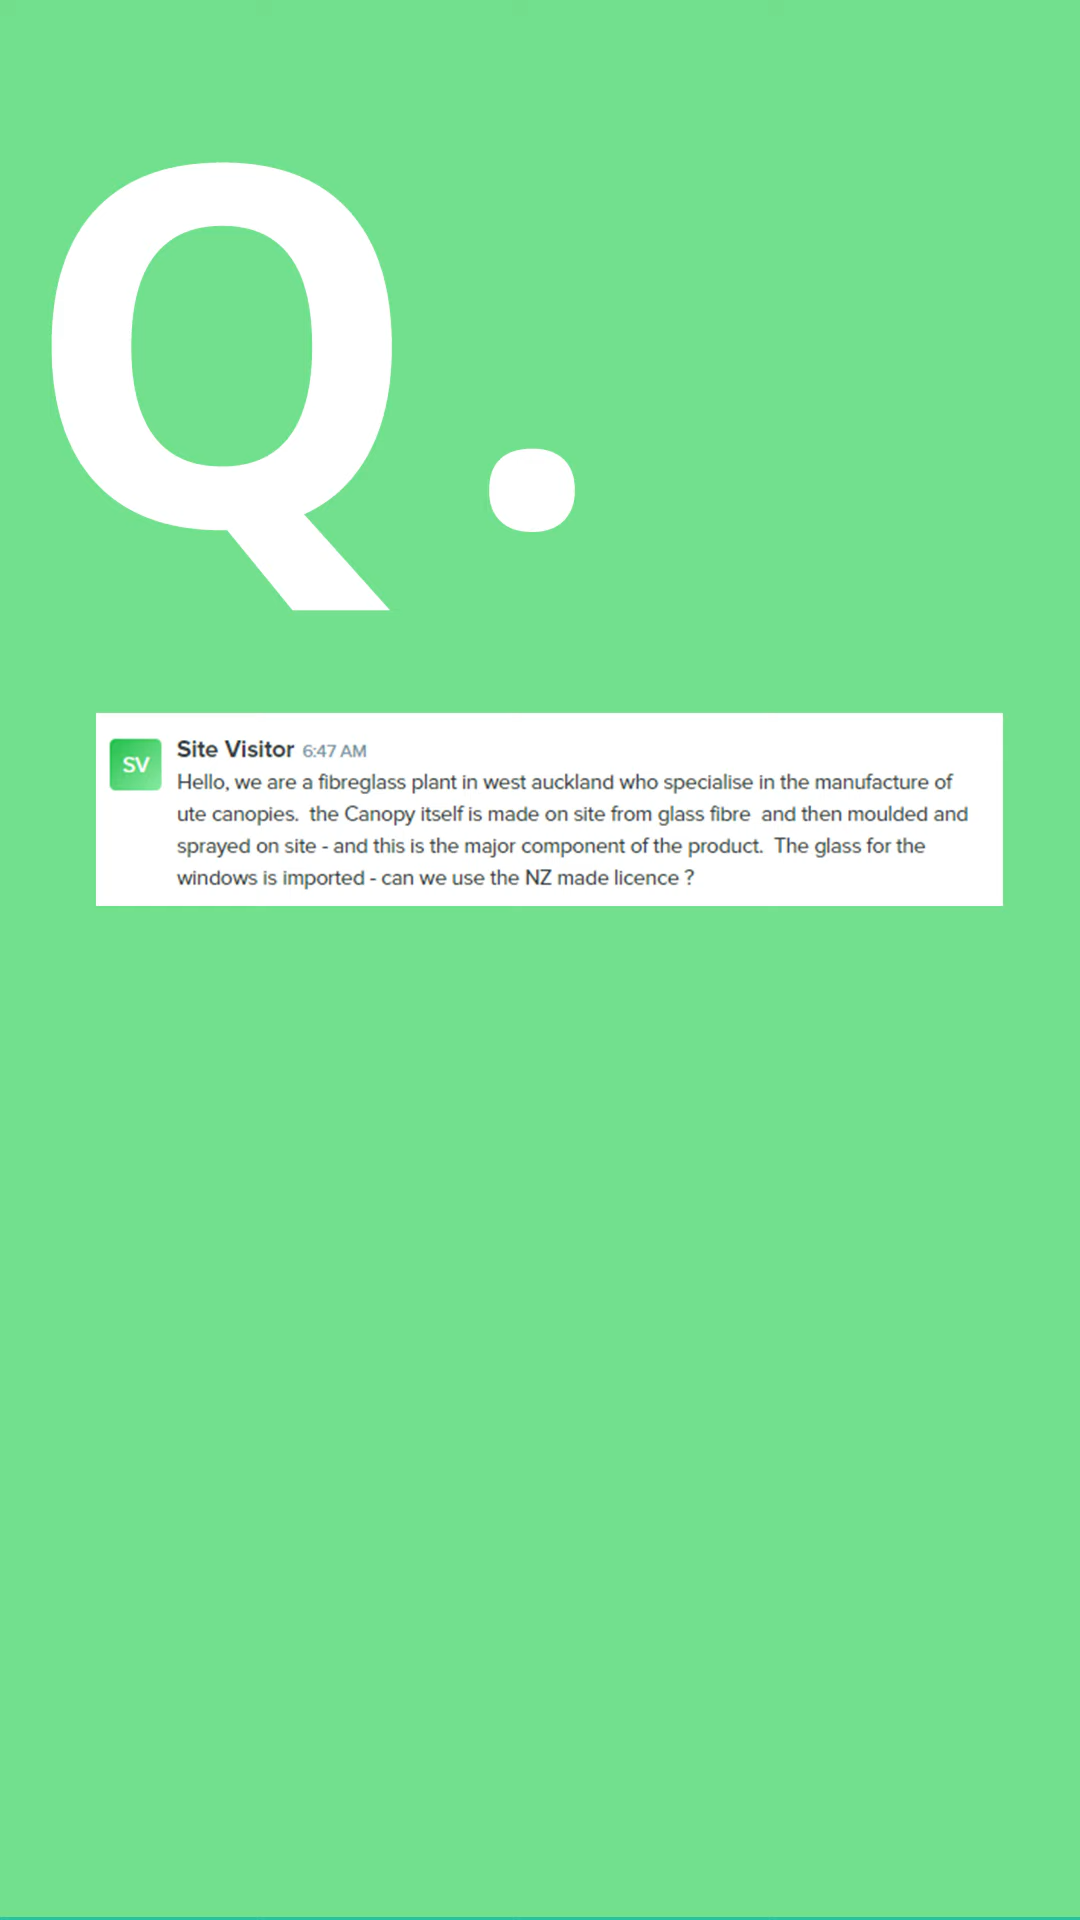 Q.
SV
Site Visitor 6:47 AM
Hello, we are a fibreglass plant in west auckland who specialise in the manufacture of
ute canopies.  the Canopy itself is made on site from glass fibre  and then moulded and
sprayed on site - and this is the major component of the product.  The glass for the
windows is imported - can we use the NZ made licence ?